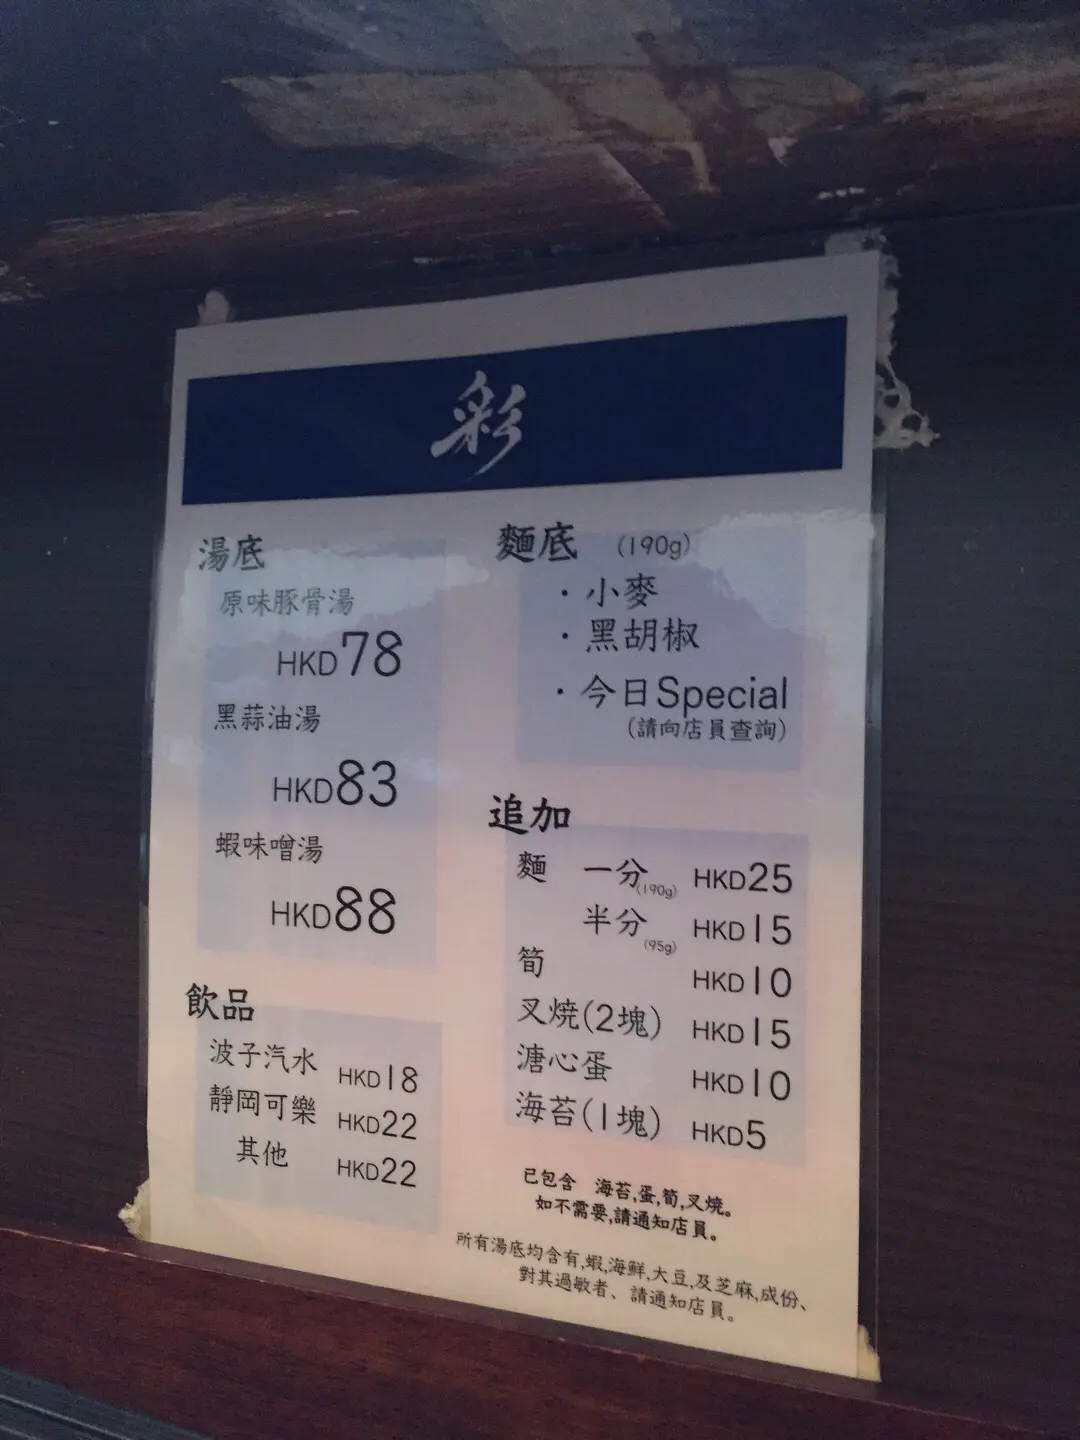 彩
湯底
原味豚骨湯
HKD78
黑蒜油湯
HKD83
蝦味噌湯
HKD88
飲品
波子汽水 HKD18
靜岡可樂 HKD22
其他 HKD22
麵底 (190g)
・小麥
・黑胡椒
・今日Special
(請向店員查詢)
追加
麵 一分(190g) HKD25
半分(95g) HKD15
筍 HKD10
叉燒(2塊) HKD15
溏心蛋 HKD10
海苔(1塊) HKD5
已包含 海苔,蛋,筍,叉燒。
如不需要,請通知店員。
所有湯底均含有,蝦,海鮮,大豆,及芝麻,成份、
對其過敏者、請通知店員。